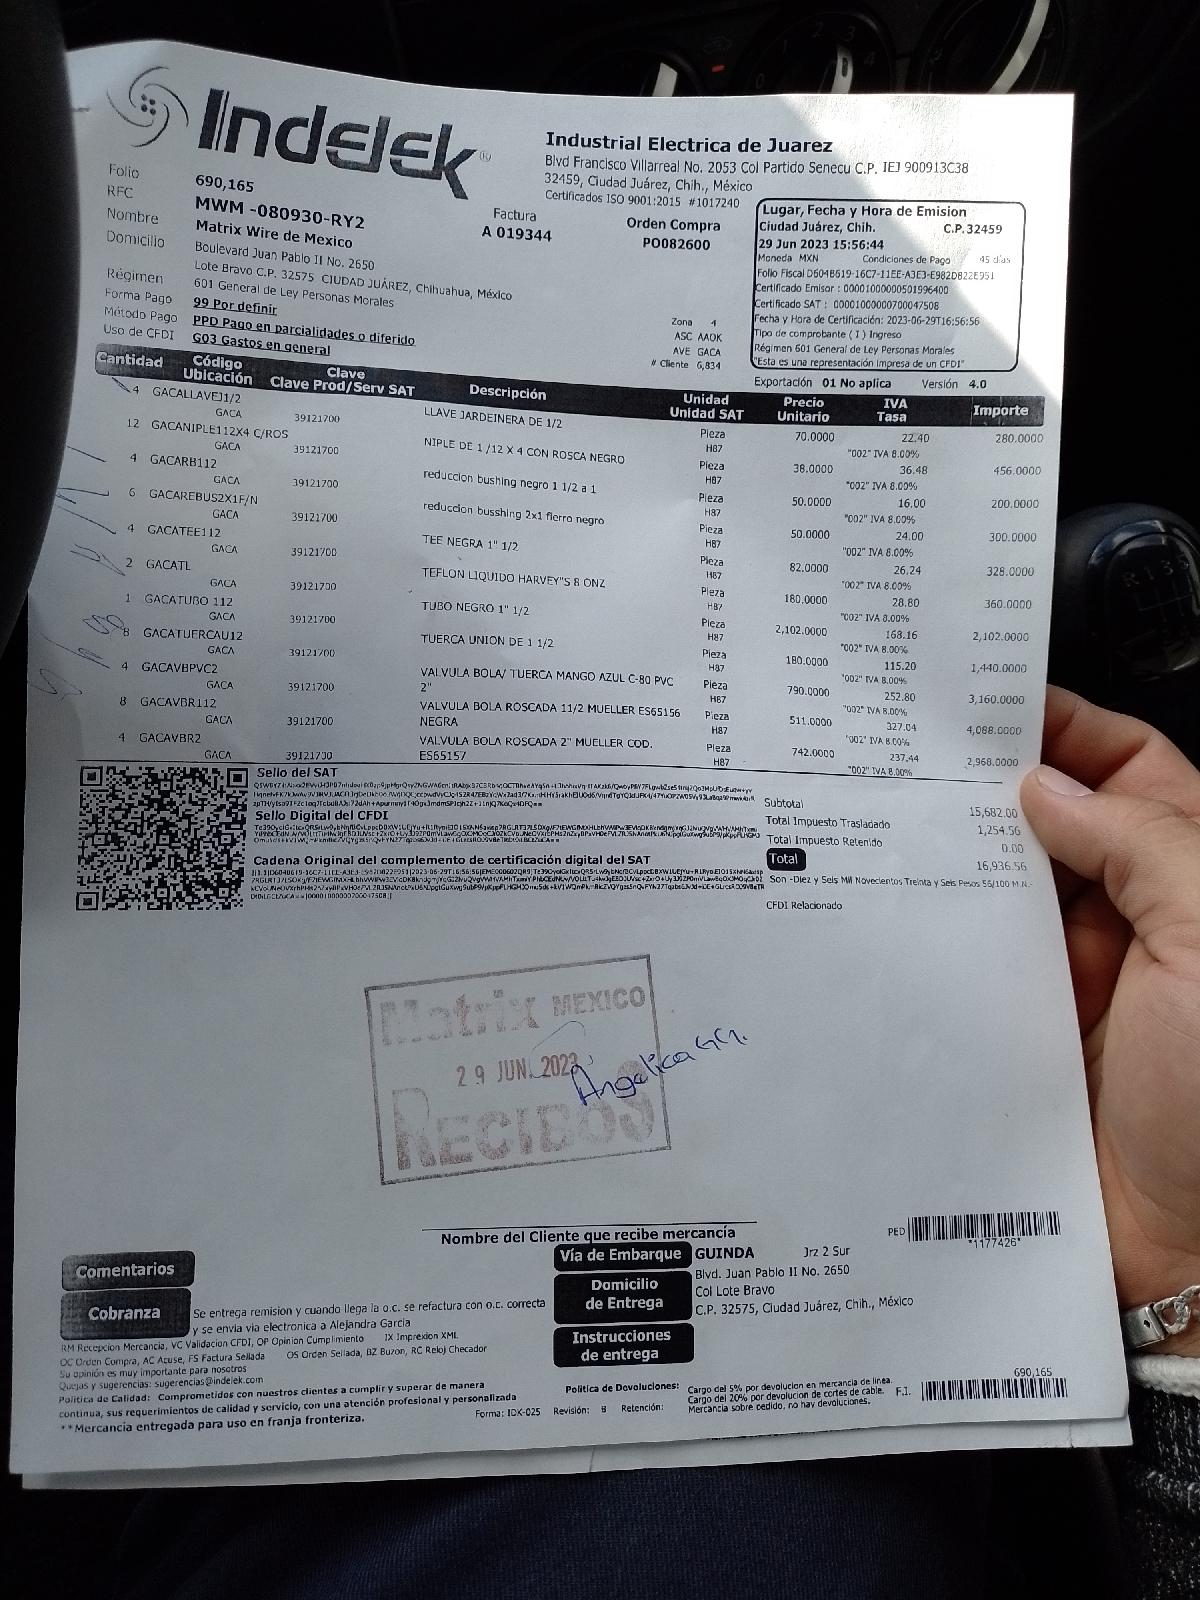 Indelek®
Industrial Electrica de Juarez
Blvd Francisco Villarreal No. 2053 Col Partido Senecu C.P. IEJ 900913C38
32459, Ciudad Juárez, Chih., México
Certificados ISO 9001:2015 #1017240
Folio 690,165
RFC MWM -080930-RY2
Nombre Matrix Wire de Mexico
Domicilio Boulevard Juan Pablo II No. 2650
Lote Bravo C.P. 32575 CIUDAD JUÁREZ, Chihuahua, México
Régimen 601 General de Ley Personas Morales
Forma Pago 99 Por definir
Método Pago PPD Pago en parcialidades o diferido
Uso de CFDI G03 Gastos en general
Factura
A 019344
Orden Compra
PO082600
Zona 4
ASC AAOK
AVE GACA
# Cliente 6,834
Lugar, Fecha y Hora de Emision
Ciudad Juárez, Chih. C.P. 32459
29 Jun 2023 15:56:44
Moneda MXN Condiciones de Pago 45 días
Folio Fiscal D604B619-16C7-11EE-A3E3-E982D822E951
Certificado Emisor : 00001000000501996400
Certificado SAT : 00001000000700047508
Fecha y Hora de Certificación: 2023-06-29T16:56:56
Tipo de comprobante ( I ) Ingreso
Régimen 601 General de Ley Personas Morales
"Esta es una representación impresa de un CFDI"
Exportación 01 No aplica Versión 4.0
Cantidad Código Ubicación Clave Clave Prod/Serv SAT Descripción Unidad Unidad SAT Precio Unitario IVA Tasa Importe
4 GACALLAVEJ1/2 LLAVE JARDEINERA DE 1/2 Pieza 70.0000 22.40 280.0000
GACA 39121700 H87 "002" IVA 8.00%
12 GACANIPLE112X4 C/ROS NIPLE DE 1 /12 X 4 CON ROSCA NEGRO Pieza 38.0000 36.48 456.0000
GACA 39121700 H87 "002" IVA 8.00%
4 GACARB112 reduccion bushing negro 1 1/2 a 1 Pieza 50.0000 16.00 200.0000
GACA 39121700 H87 "002" IVA 8.00%
6 GACAREBUS2X1F/N reduccion busshing 2x1 fierro negro Pieza 50.0000 24.00 300.0000
GACA 39121700 H87 "002" IVA 8.00%
4 GACATEE112 TEE NEGRA 1" 1/2 Pieza 82.0000 26.24 328.0000
GACA 39121700 H87 "002" IVA 8.00%
2 GACATL TEFLON LIQUIDO HARVEY"S 8 ONZ Pieza 180.0000 28.80 360.0000
GACA 39121700 H87 "002" IVA 8.00%
1 GACATUBO 112 TUBO NEGRO 1" 1/2 Pieza 2,102.0000 168.16 2,102.0000
GACA 39121700 H87 "002" IVA 8.00%
8 GACATUERCAU12 TUERCA UNION DE 1 1/2 Pieza 180.0000 115.20 1,440.0000
GACA 39121700 H87 "002" IVA 8.00%
4 GACAVBPVC2 VALVULA BOLA/ TUERCA MANGO AZUL C-80 PVC 2" Pieza 790.0000 252.80 3,160.0000
GACA 39121700 H87 "002" IVA 8.00%
8 GACAVBR112 VALVULA BOLA ROSCADA 11/2 MUELLER ES65156 NEGRA Pieza 511.0000 327.04 4,088.0000
GACA 39121700 H87 "002" IVA 8.00%
4 GACAVBR2 VALVULA BOLA ROSCADA 2" MUELLER COD. ES65157 Pieza 742.0000 237.44 2,968.0000
GACA 39121700 H87 "002" IVA 8.00%
Sello del SAT
Sello Digital del CFDI
Cadena Original del complemento de certificación digital del SAT
Subtotal 15,682.00
Total Impuesto Trasladado 1,254.56
Total Impuesto Retenido 0.00
Total 16,936.56
Son -Diez y Seis Mil Novecientos Treinta y Seis Pesos 56/100 M.N.-
CFDI Relacionado
Matrix MEXICO
29 JUN. 2023
RECIBOS
Angelica
Nombre del Cliente que recibe mercancía
PED *1177426*
Vía de Embarque GUINDA Jrz 2 Sur
Domicilio de Entrega Blvd. Juan Pablo II No. 2650
Col Lote Bravo
C.P. 32575, Ciudad Juárez, Chih., México
Instrucciones de entrega
Comentarios
Cobranza
Se entrega remision y cuando llega la o.c. se refactura con o.c. correcta
y se envia via electronica a Alejandra Garcia
RM Recepcion Mercancia, VC Validacion CFDI, OP Opinion Cumplimiento IX Impresion XML
OC Orden Compra, AC Acuse, FS Factura Sellada OS Orden Sellada, BZ Buzon, RC Reloj Checador
Su opinión es muy importante para nosotros
Quejas y sugerencias: sugerencias@indelek.com
Politica de Calidad: Comprometidos con nuestros clientes a cumplir y superar de manera
continua, sus requerimientos de calidad y servicio, con una atención profesional y personalizada
**Mercancia entregada para uso en franja fronteriza.
Forma: IDX-025 Revisión: B Retención:
Politica de Devoluciones: Cargo del 5% por devolucion en mercancia de linea.
Cargo del 20% por devolucion de cortes de cable.
Mercancia sobre pedido, no hay devoluciones.
F.I. 690,165